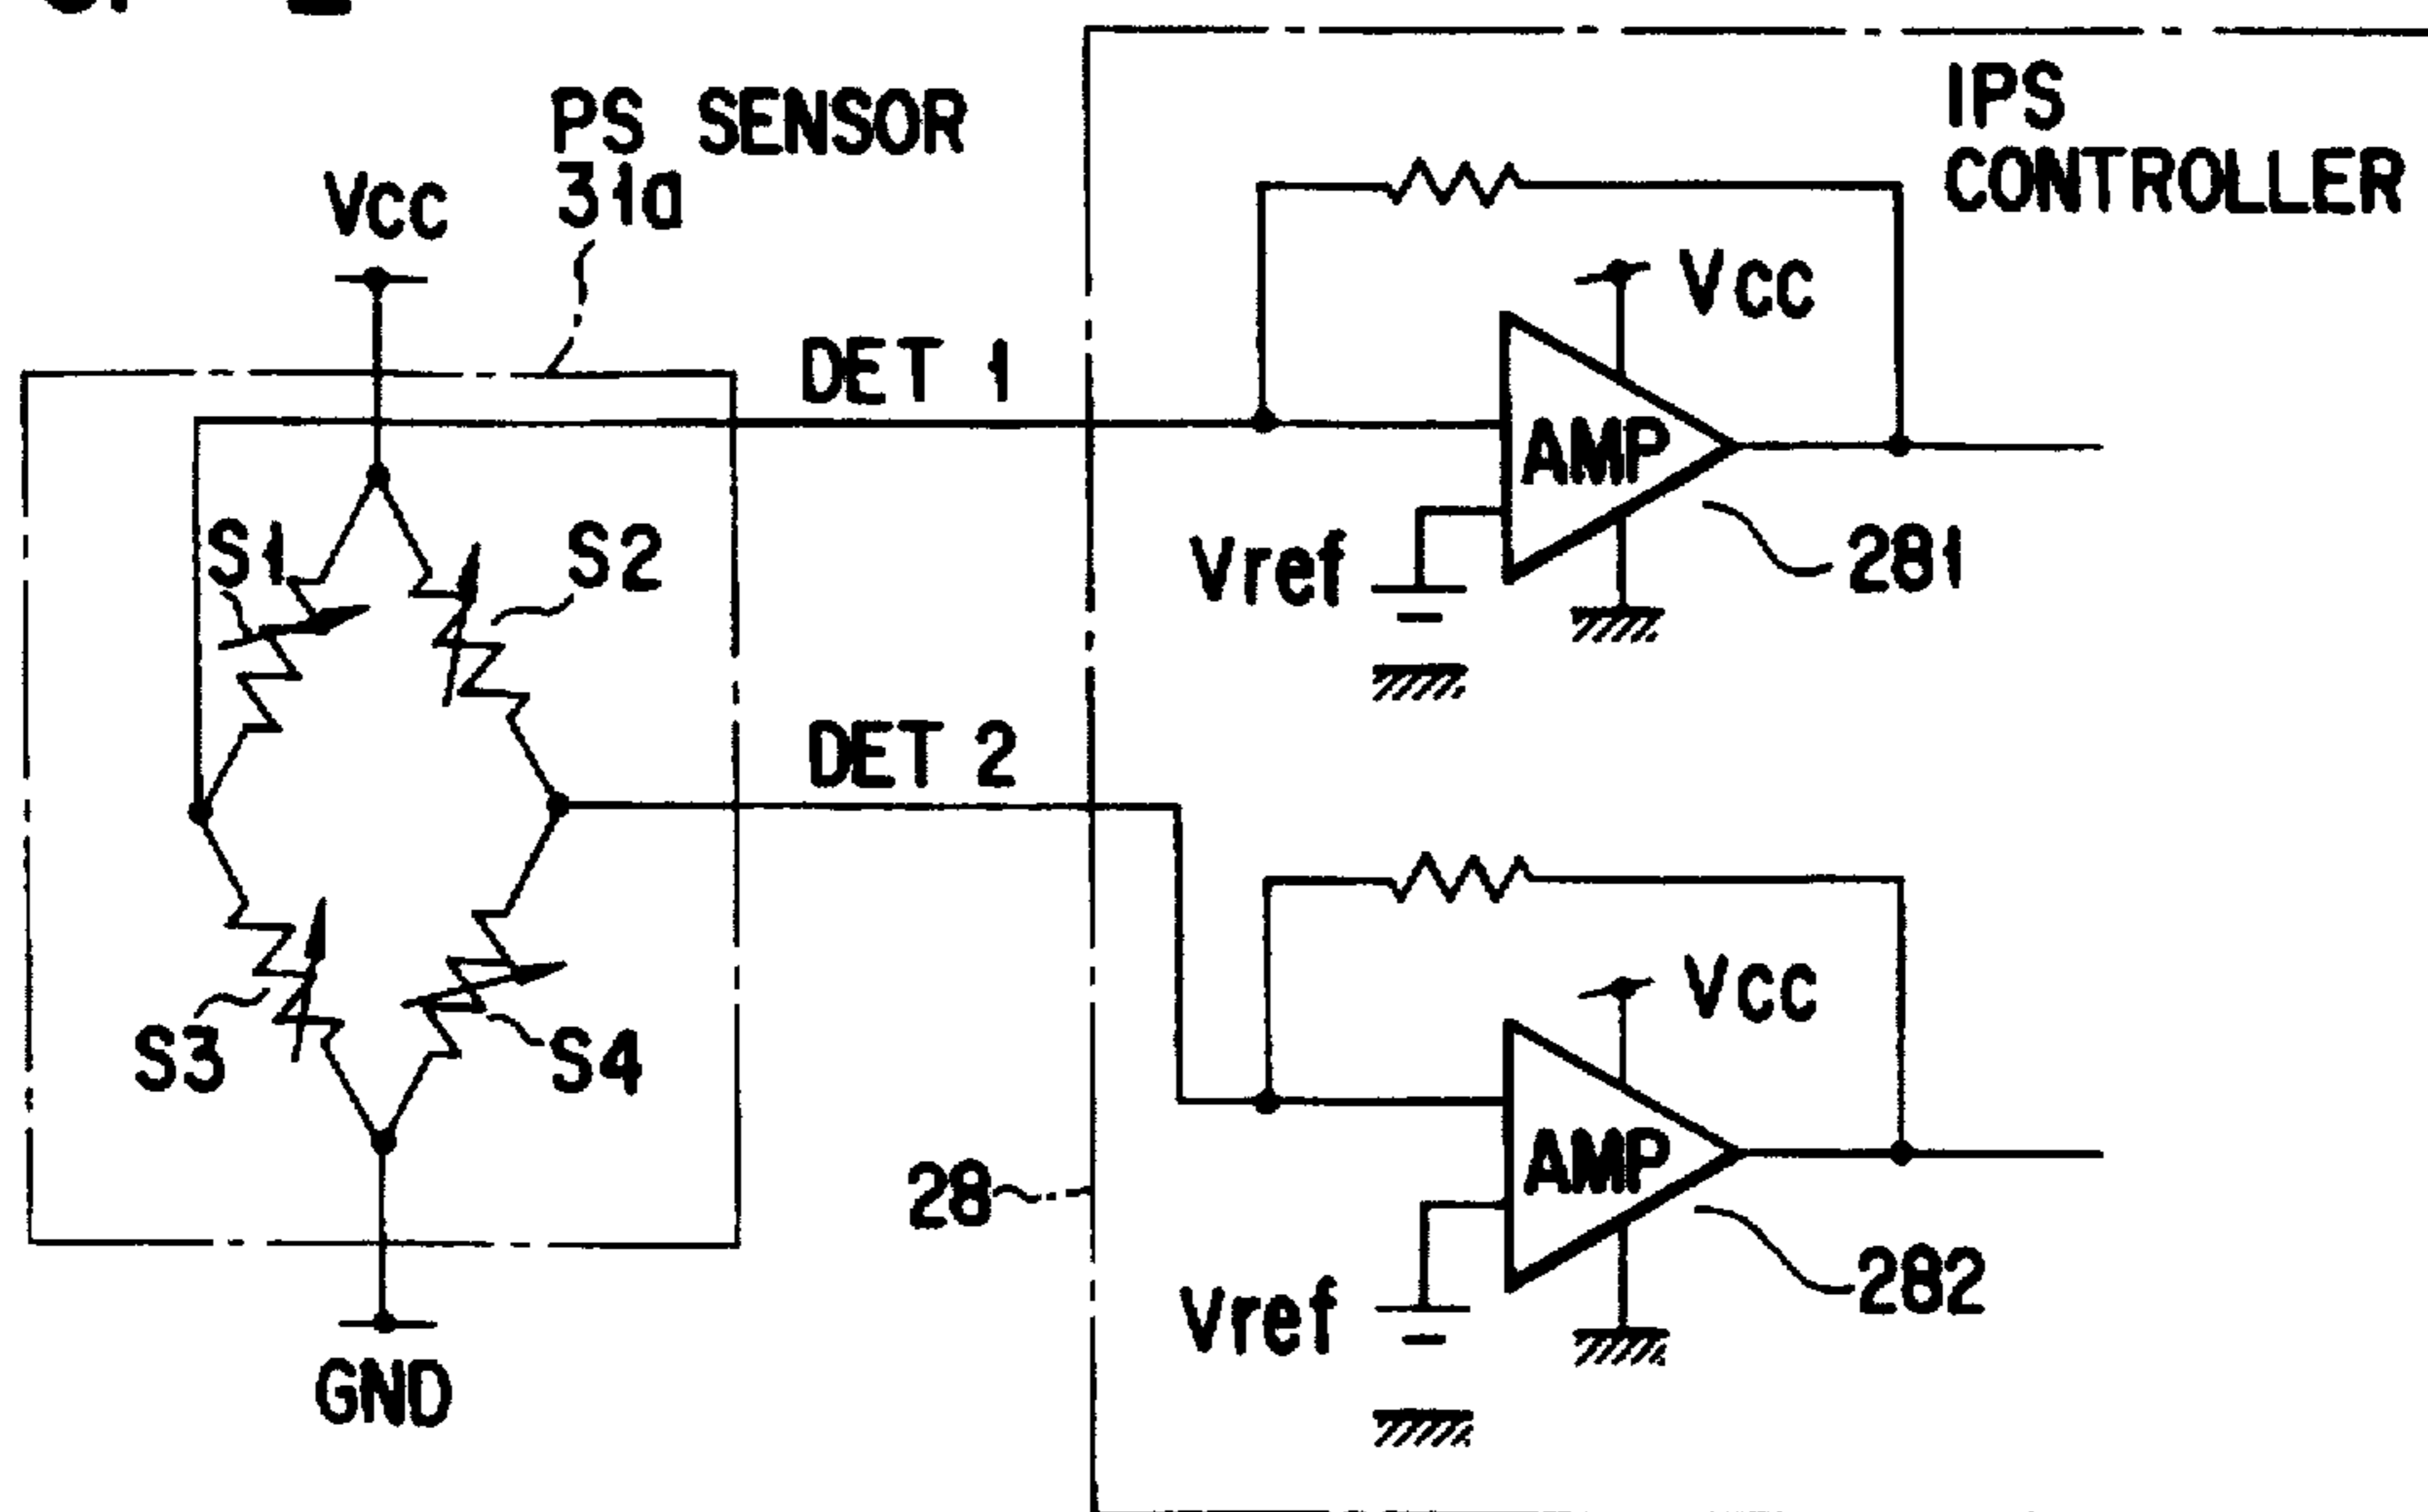 PS SENSOR
31a
IPS
CONTROLLER
Vcc
Vcc
DET 1
AMP
S1
S2
Vref
281
DET 2
Vcc
S3
S4
AMP
28
Vref
282
GND